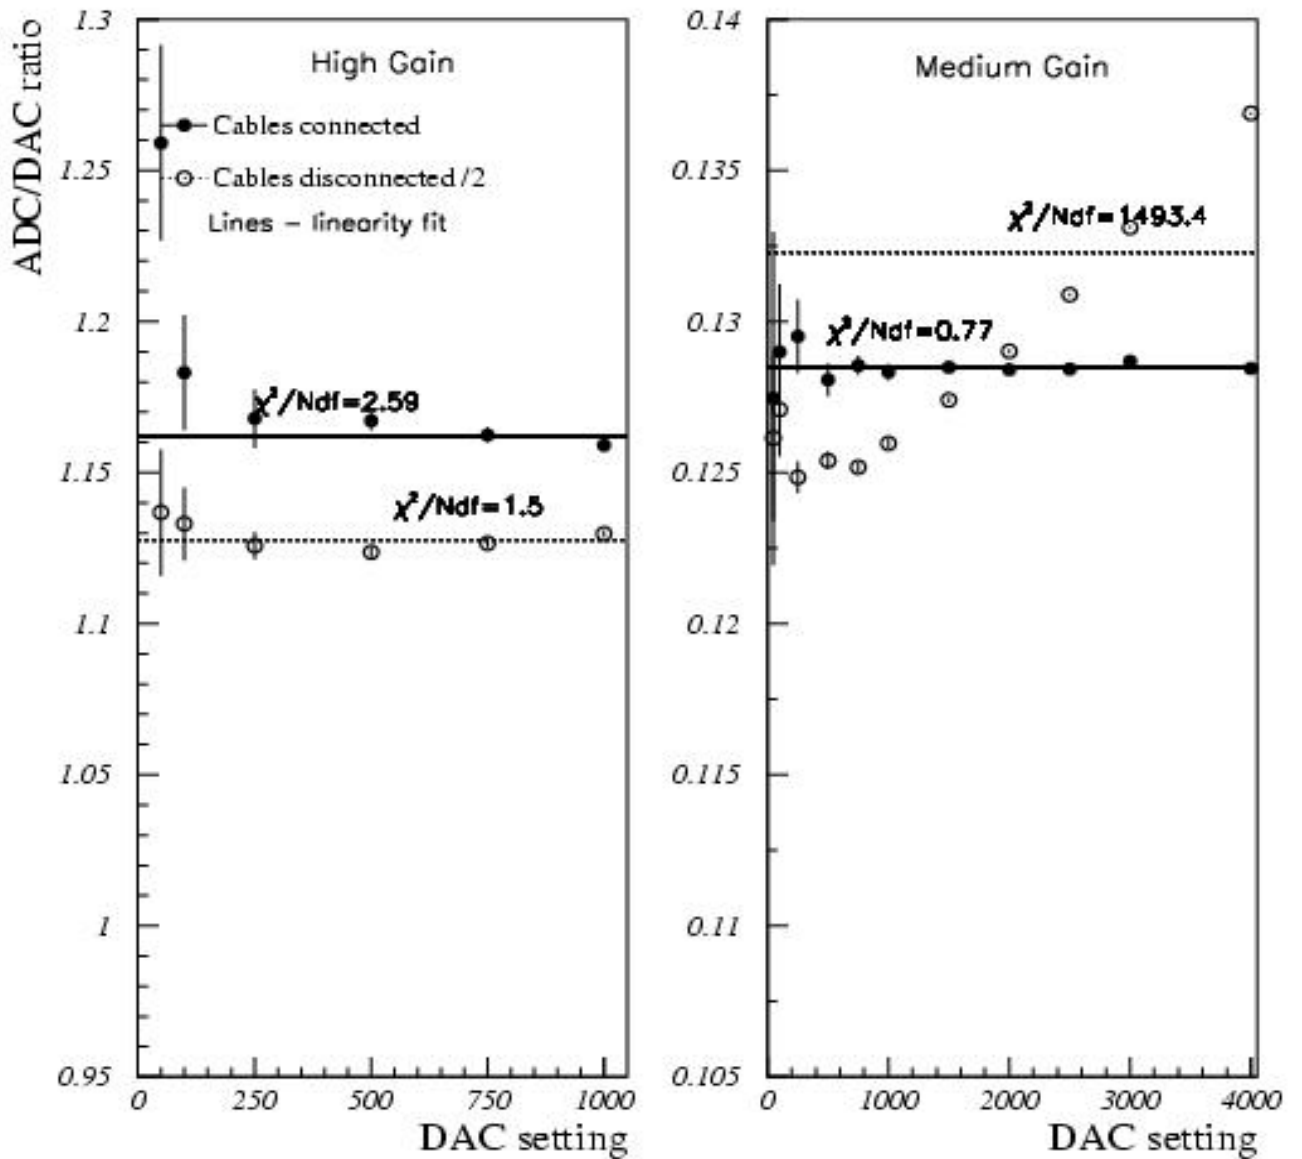 ADC/DAC ratio
1.3
1.25
1.2
1.15
1.1
1.05
1
0.95
High Gain
Cables connected
Cables disconnected /2
Lines – linearity fit
χ²/Ndf=2.59
χ²/Ndf=1.5
0 250 500 750 1000
DAC setting
0.14
0.135
0.13
0.125
0.12
0.115
0.11
0.105
Medium Gain
χ²/Ndf=1493.4
χ²/Ndf=0.77
0 1000 2000 3000 4000
DAC setting